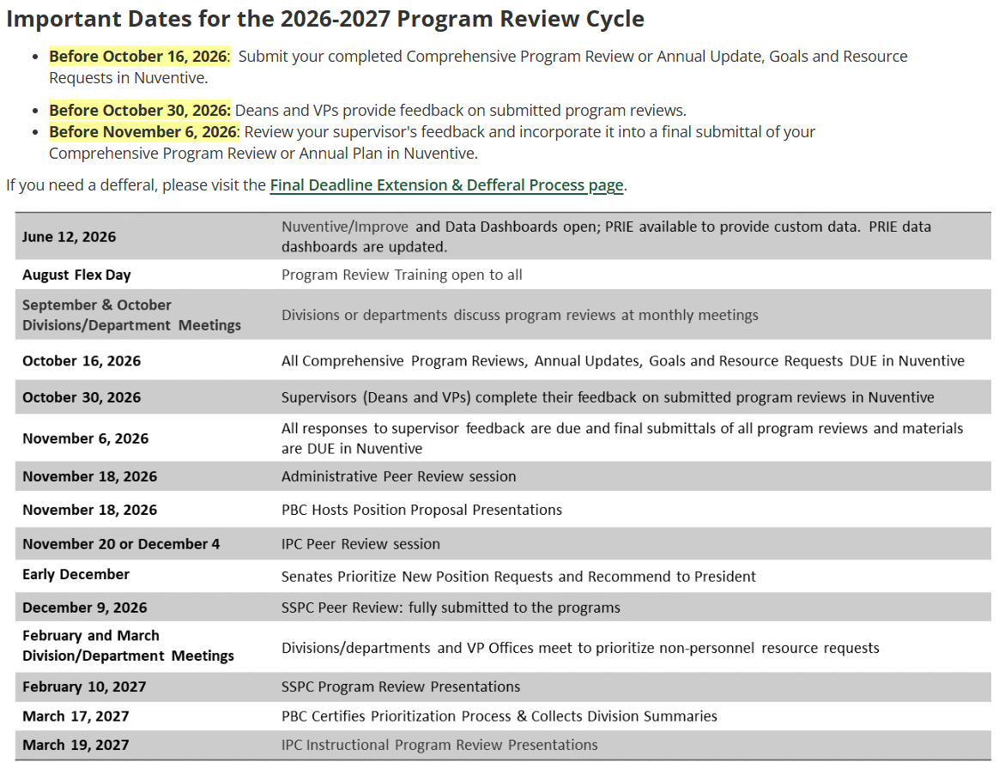 Important Dates for the 2026-2027 Program Review Cycle
• Before October 16, 2026: Submit your completed Comprehensive Program Review or Annual Update, Goals and Resource
Requests in Nuventive.
• Before October 30, 2026: Deans and VPs provide feedback on submitted program reviews.
• Before November 6, 2026: Review your supervisor's feedback and incorporate it into a final submittal of your
Comprehensive Program Review or Annual Plan in Nuventive.
If you need a defferal, please visit the Final Deadline Extension & Defferal Process page.
June 12, 2026
Nuventive/Improve and Data Dashboards open; PRIE available to provide custom data. PRIE data
dashboards are updated.
August Flex Day
Program Review Training open to all
September & October
Divisions/Department Meetings
Divisions or departments discuss program reviews at monthly meetings
October 16, 2026
All Comprehensive Program Reviews, Annual Updates, Goals and Resource Requests DUE in Nuventive
October 30, 2026
Supervisors (Deans and VPs) complete their feedback on submitted program reviews in Nuventive
November 6, 2026
All responses to supervisor feedback are due and final submittals of all program reviews and materials
are DUE in Nuventive
November 18, 2026
Administrative Peer Review session
November 18, 2026
PBC Hosts Position Proposal Presentations
November 20 or December 4
IPC Peer Review session
Early December
Senates Prioritize New Position Requests and Recommend to President
December 9, 2026
SSPC Peer Review: fully submitted to the programs
February and March
Division/Department Meetings
Divisions/departments and VP Offices meet to prioritize non-personnel resource requests
February 10, 2027
SSPC Program Review Presentations
March 17, 2027
PBC Certifies Prioritization Process & Collects Division Summaries
March 19, 2027
IPC Instructional Program Review Presentations